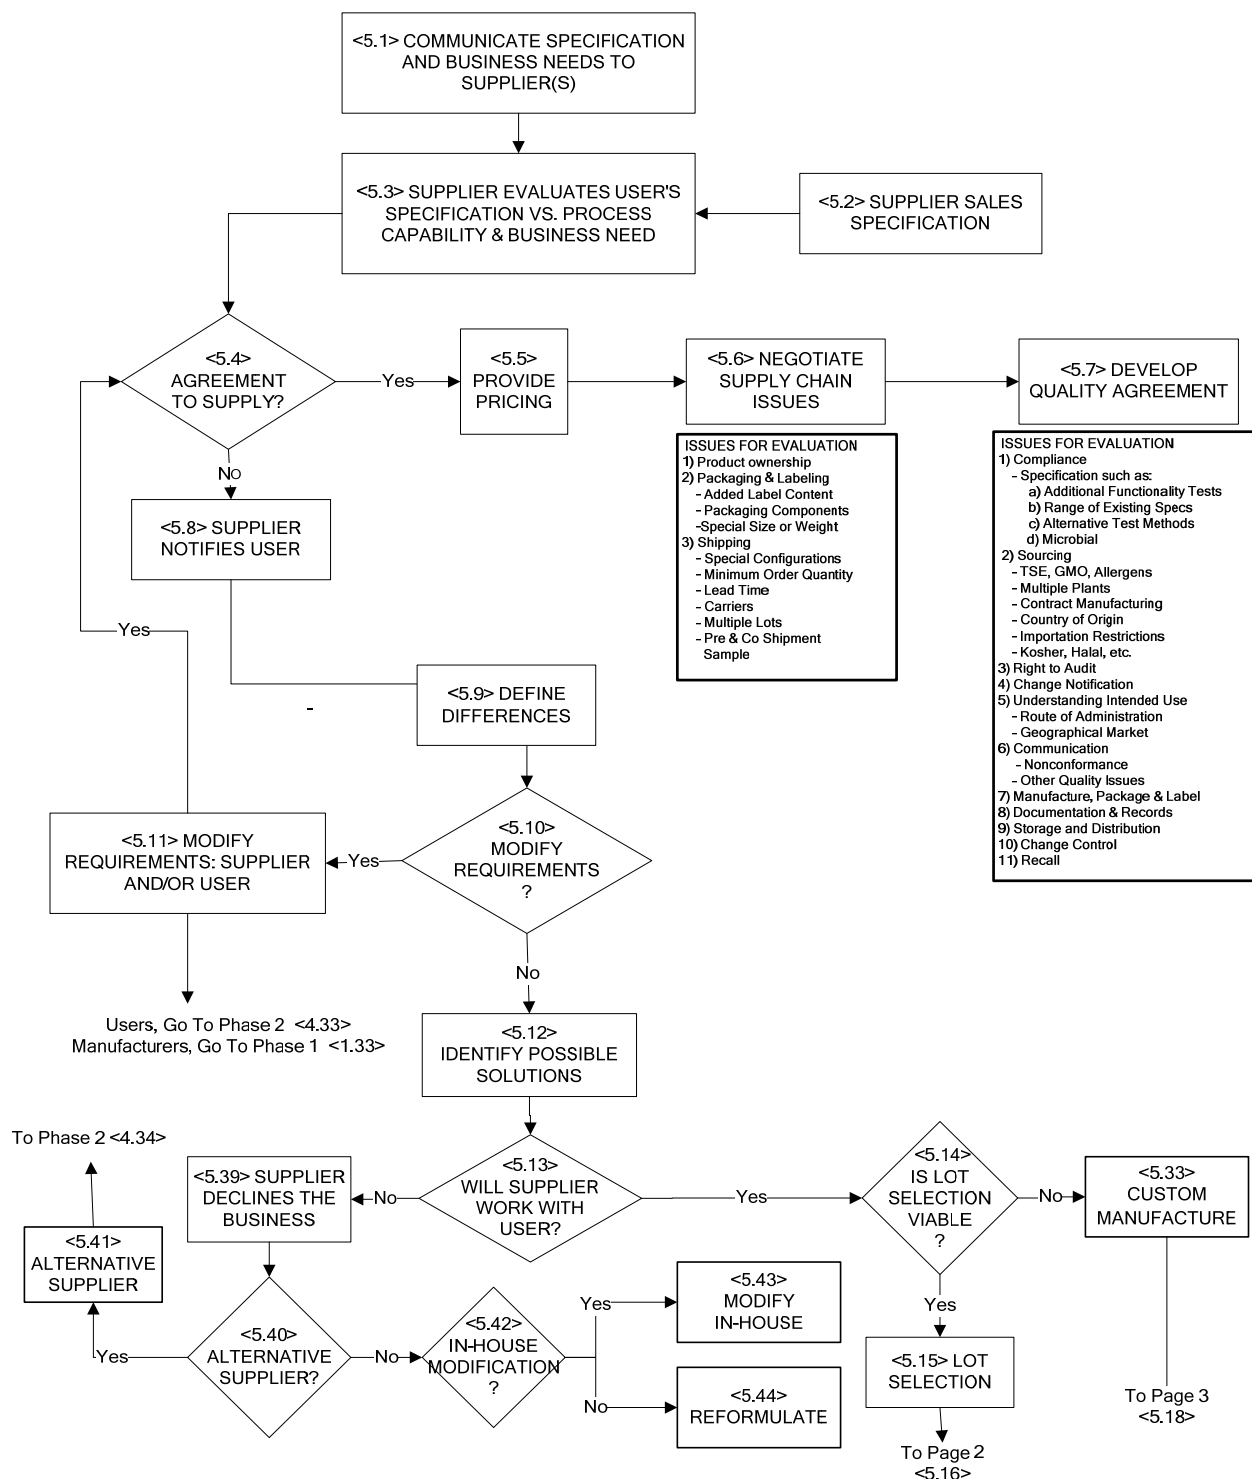 <5.1> COMMUNICATE SPECIFICATION
AND BUSINESS NEEDS TO
SUPPLIER(S)
<5.3> SUPPLIER EVALUATES USER'S
SPECIFICATION VS. PROCESS
CAPABILITY & BUSINESS NEED
<5.2> SUPPLIER SALES
SPECIFICATION
<5.4>
AGREEMENT
TO SUPPLY?
Yes
<5.5>
PROVIDE
PRICING
<5.6> NEGOTIATE
SUPPLY CHAIN
ISSUES
<5.7> DEVELOP
QUALITY AGREEMENT
ISSUES FOR EVALUATION
1) Product ownership
2) Packaging & Labeling
- Added Label Content
- Packaging Components
-Special Size or Weight
3) Shipping
- Special Configurations
- Minimum Order Quantity
- Lead Time
- Carriers
- Multiple Lots
- Pre & Co Shipment
Sample
ISSUES FOR EVALUATION
1) Compliance
- Specification such as:
a) Additional Functionality Tests
b) Range of Existing Specs
c) Alternative Test Methods
d) Microbial
2) Sourcing
- TSE, GMO, Allergens
- Multiple Plants
- Contract Manufacturing
- Country of Origin
- Importation Restrictions
- Kosher, Halal, etc.
3) Right to Audit
4) Change Notification
5) Understanding Intended Use
- Route of Administration
- Geographical Market
6) Communication
- Nonconformance
- Other Quality Issues
7) Manufacture, Package & Label
8) Documentation & Records
9) Storage and Distribution
10) Change Control
11) Recall
No
<5.8> SUPPLIER
NOTIFIES USER
Yes
<5.9> DEFINE
DIFFERENCES
-
<5.11> MODIFY
REQUIREMENTS: SUPPLIER
AND/OR USER
Yes
<5.10>
MODIFY
REQUIREMENTS
?
No
Users, Go To Phase 2 <4.33>
Manufacturers, Go To Phase 1 <1.33>
<5.12>
IDENTIFY POSSIBLE
SOLUTIONS
To Phase 2 <4.34>
<5.39> SUPPLIER
DECLINES THE
BUSINESS
No
<5.13>
WILL SUPPLIER
WORK WITH
USER?
Yes
<5.14>
IS LOT
SELECTION
VIABLE
?
No
<5.33>
CUSTOM
MANUFACTURE
<5.41>
ALTERNATIVE
SUPPLIER
Yes
<5.40>
ALTERNATIVE
SUPPLIER?
No
<5.42>
IN-HOUSE
MODIFICATION
?
Yes
<5.43>
MODIFY
IN-HOUSE
No
<5.44>
REFORMULATE
Yes
<5.15> LOT
SELECTION
To Page 2
<5.16>
To Page 3
<5.18>